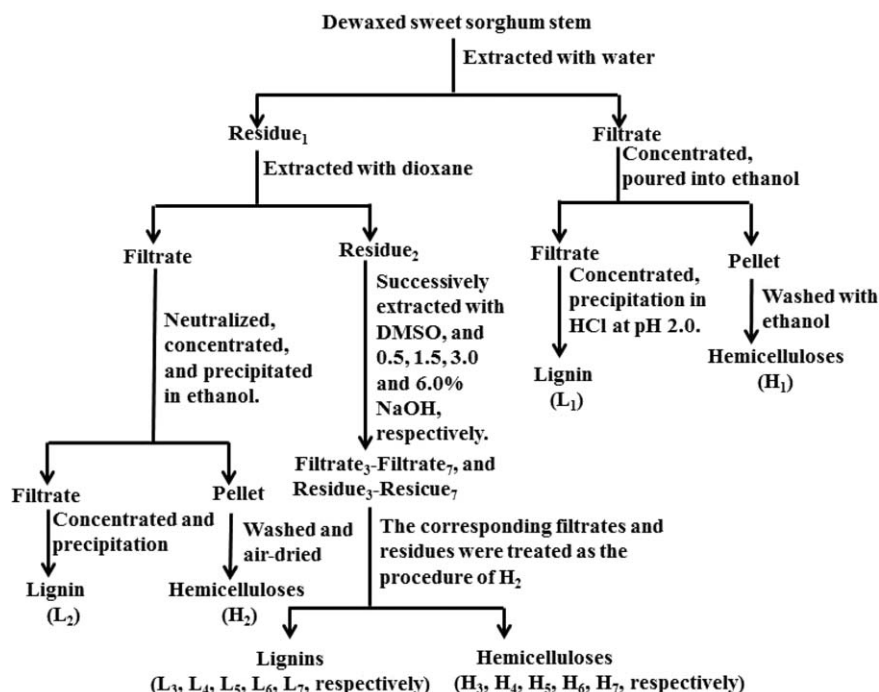 Dewaxed sweet sorghum stem
Extracted with water
Residue₁
Filtrate
Extracted with dioxane
Concentrated,
poured into ethanol
Filtrate
Residue₂
Filtrate
Pellet
Neutralized,
concentrated,
and precipitated
in ethanol.
Successively
extracted with
DMSO, and
0.5, 1.5, 3.0
and 6.0%
NaOH,
respectively.
Concentrated,
precipitation in
HCl at pH 2.0.
Washed with
ethanol
Lignin
(L₁)
Hemicelluloses
(H₁)
Filtrate
Pellet
Filtrate₃-Filtrate₇, and
Residue₃-Resicue₇
Concentrated and
precipitation
Washed and
air-dried
The corresponding filtrates and
residues were treated as the
procedure of H₂
Lignin
(L₂)
Hemicelluloses
(H₂)
Lignins
(L₃, L₄, L₅, L₆, L₇, respectively)
Hemicelluloses
(H₃, H₄, H₅, H₆, H₇, respectively)